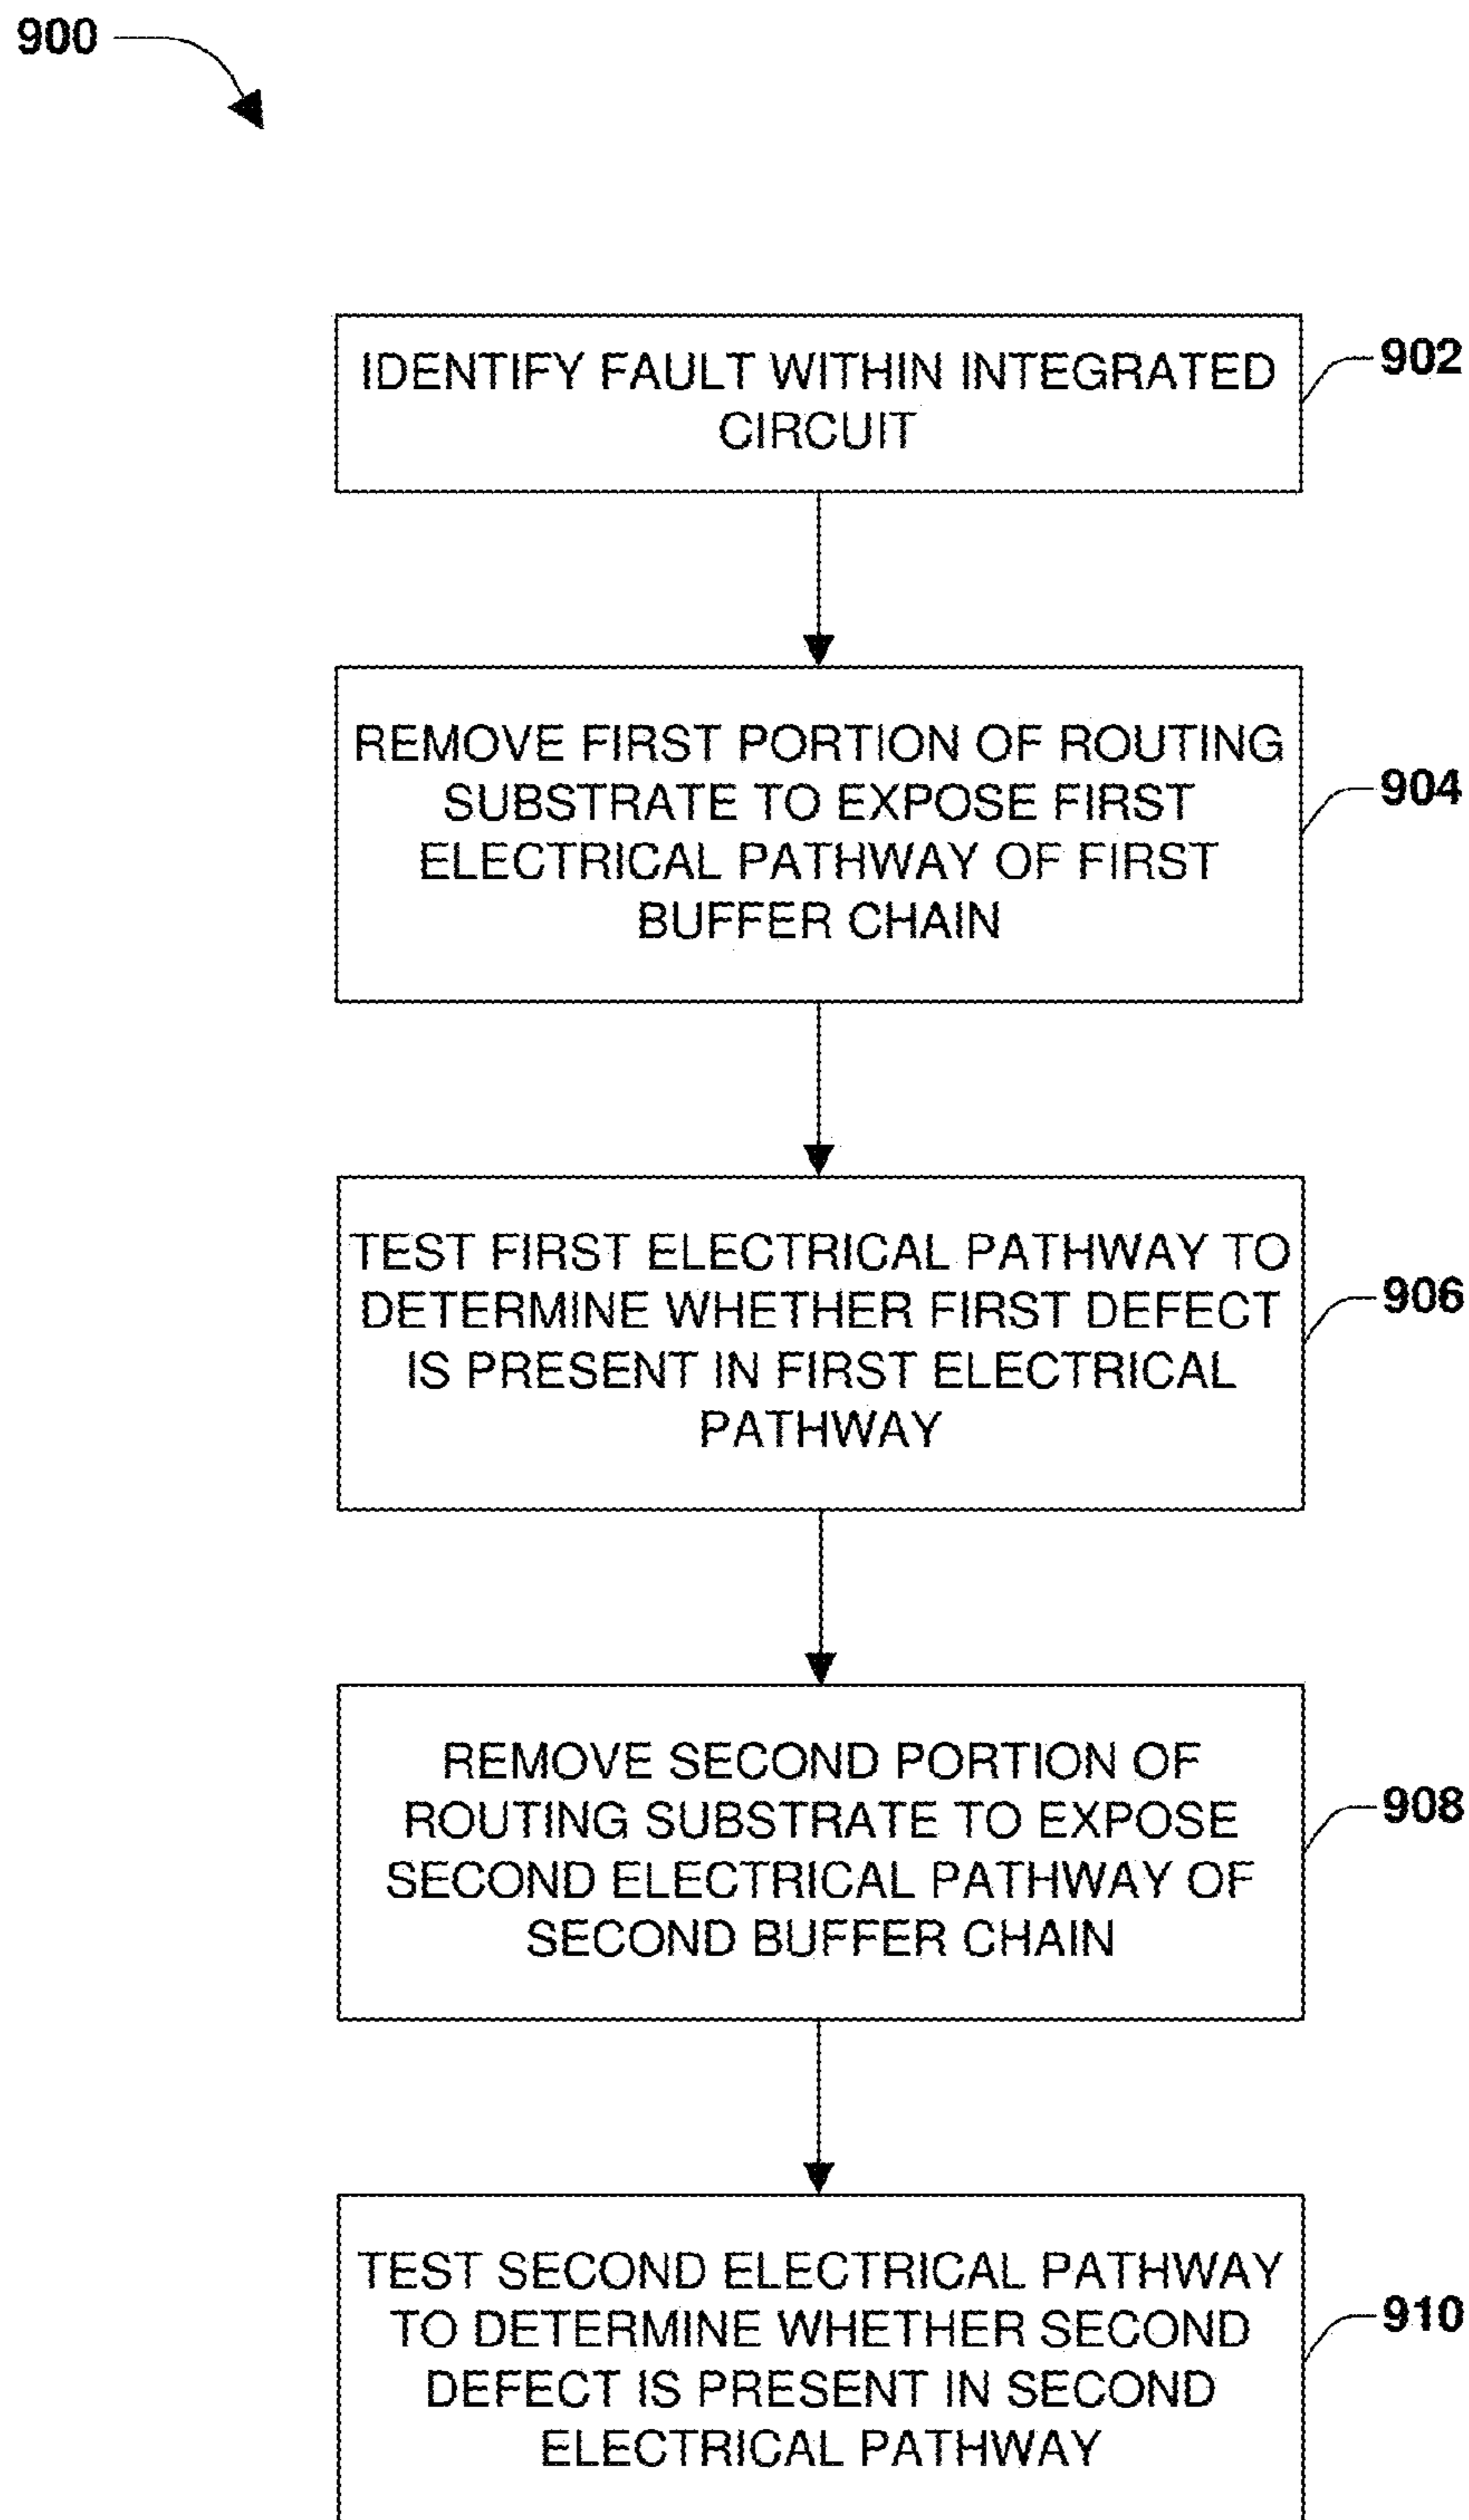 900
IDENTIFY FAULT WITHIN INTEGRATED
CIRCUIT
902
REMOVE FIRST PORTION OF ROUTING
SUBSTRATE TO EXPOSE FIRST
ELECTRICAL PATHWAY OF FIRST
BUFFER CHAIN
904
TEST FIRST ELECTRICAL PATHWAY TO
DETERMINE WHETHER FIRST DEFECT
IS PRESENT IN FIRST ELECTRICAL
PATHWAY
906
REMOVE SECOND PORTION OF
ROUTING SUBSTRATE TO EXPOSE
SECOND ELECTRICAL PATHWAY OF
SECOND BUFFER CHAIN
908
TEST SECOND ELECTRICAL PATHWAY
TO DETERMINE WHETHER SECOND
DEFECT IS PRESENT IN SECOND
ELECTRICAL PATHWAY
910